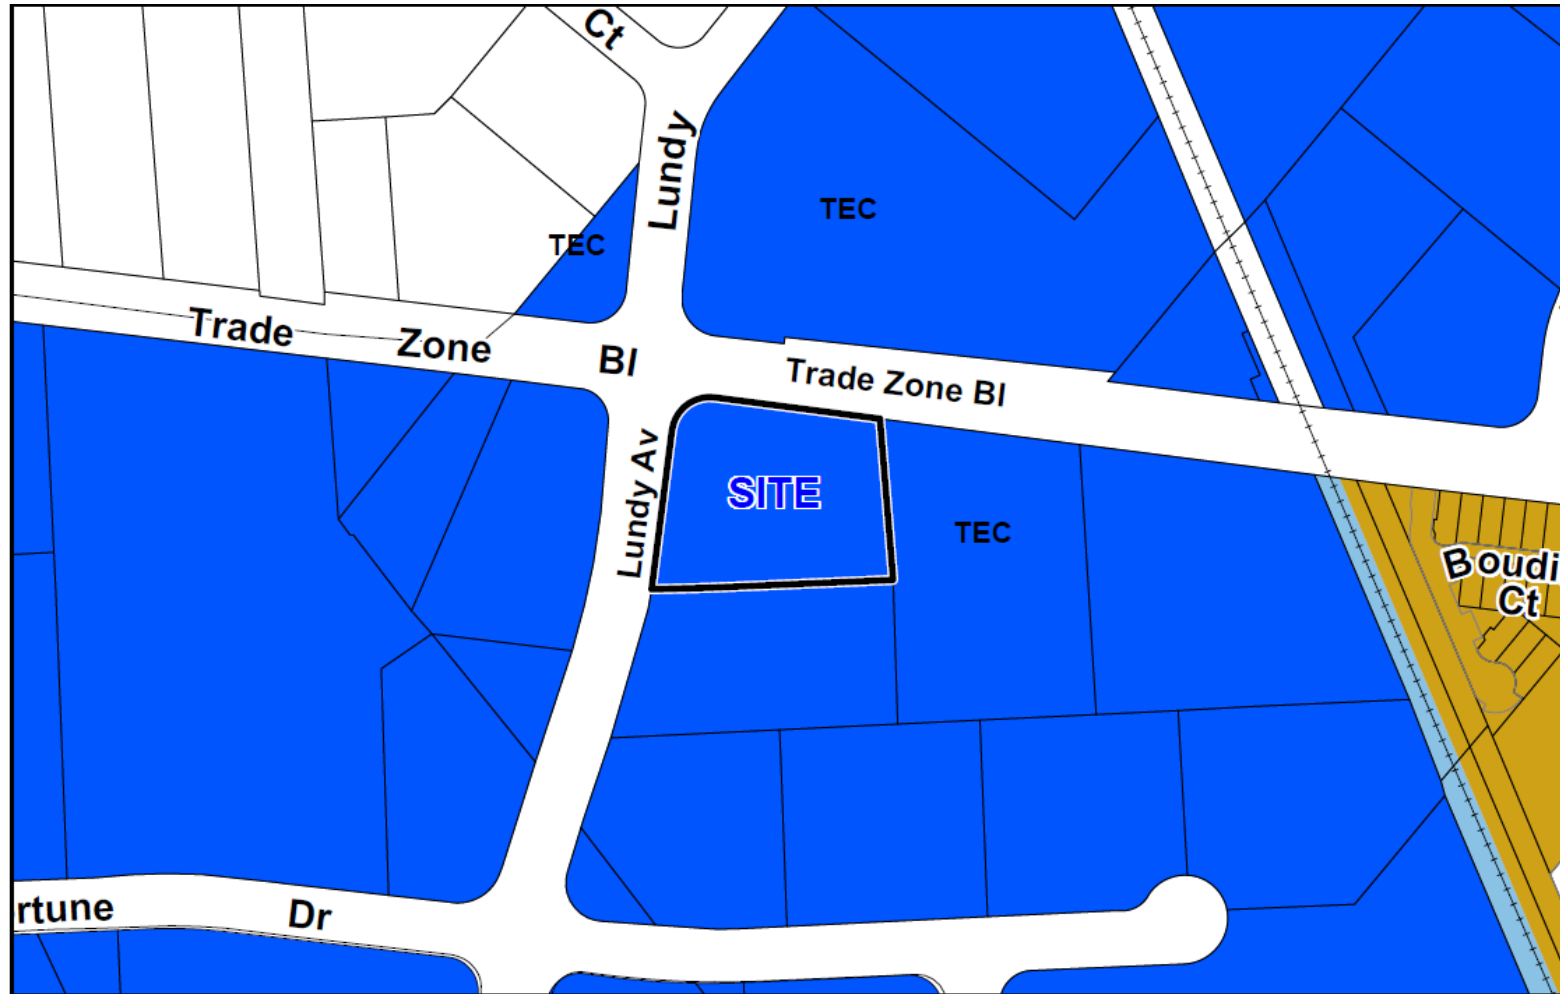 Ct
Lundy
TEC
TEC
Trade Zone Bl
Trade Zone Bl
Lundy Av
SITE
TEC
Boudi
Ct
rtune Dr